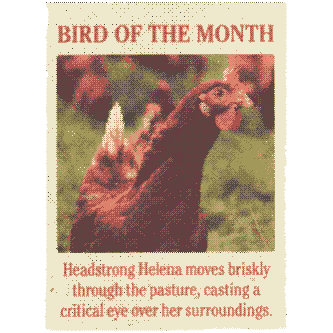 BIRD OF THE MONTH
Headstrong Helena moves briskly
through the pasture, casting a
critical eye over her surroundings.